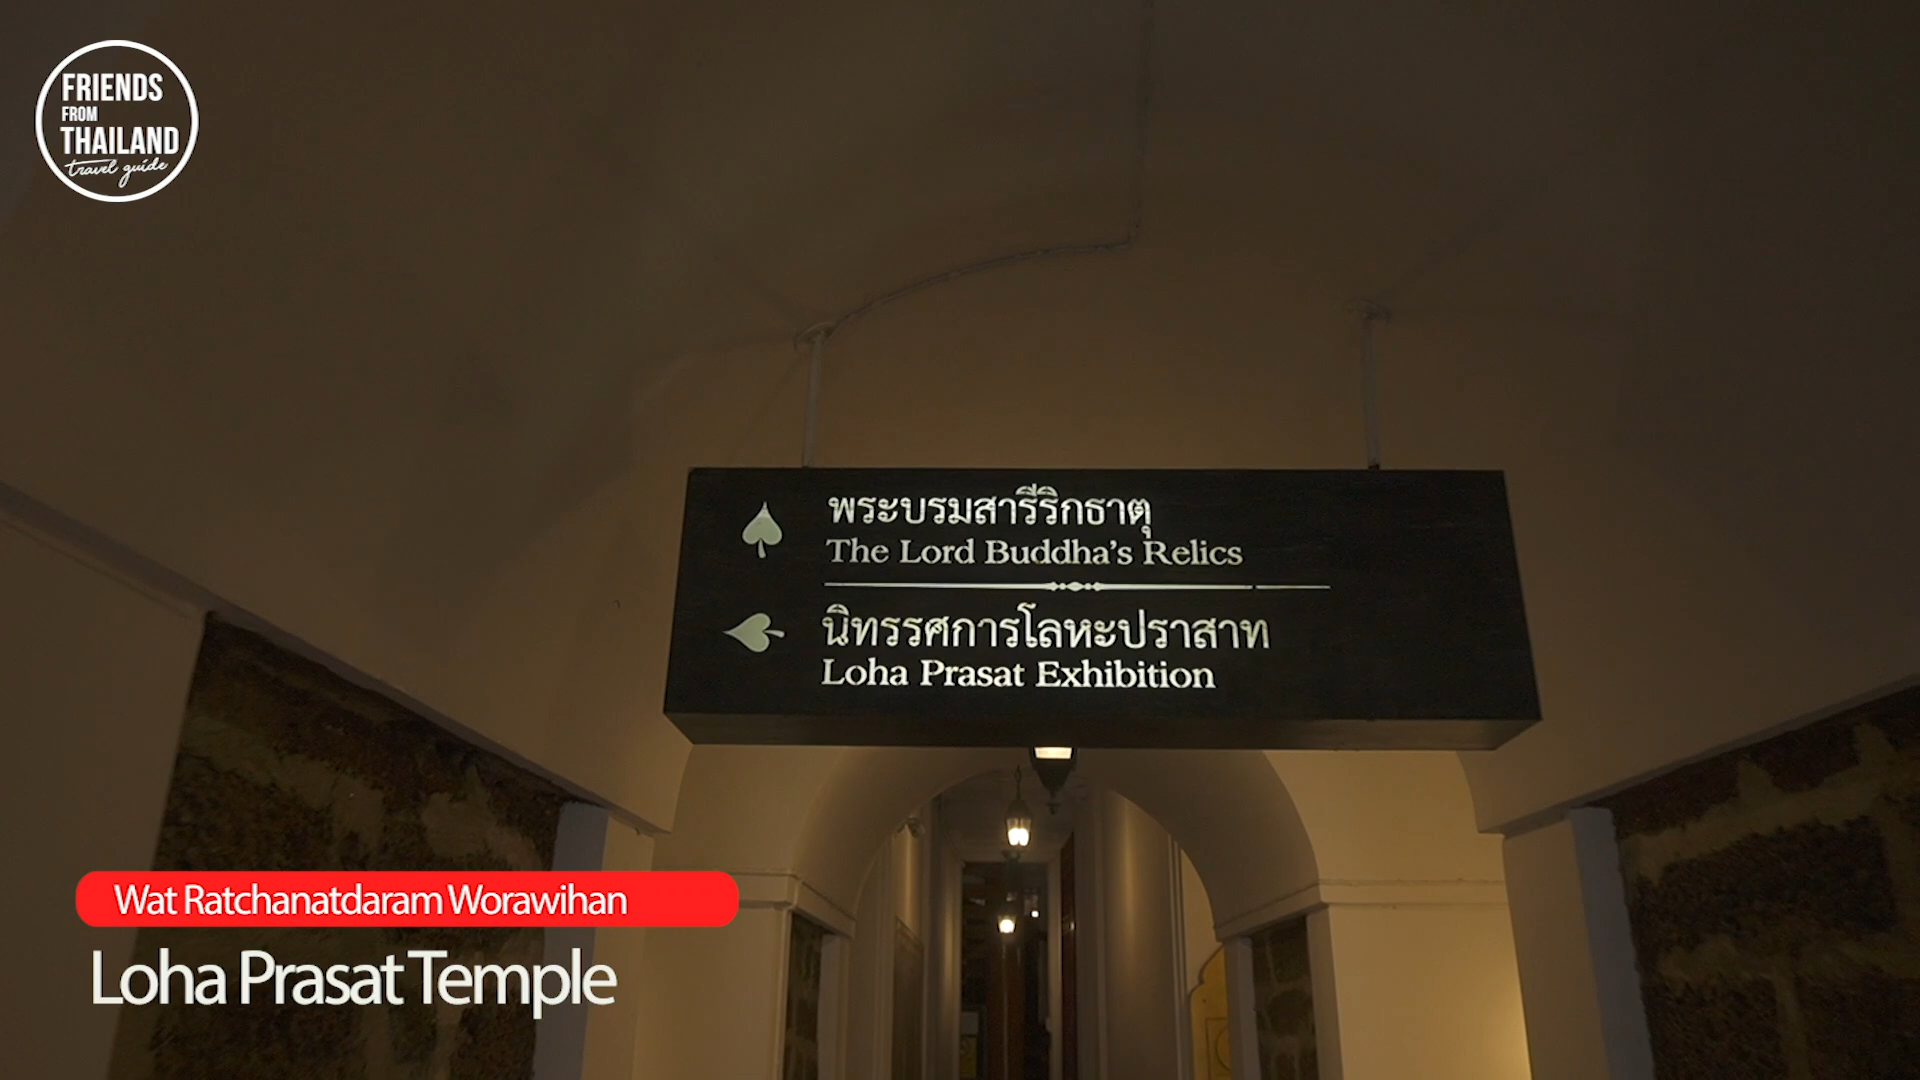 FRIENDS
FROM
THAILAND
travel guide
พระบรมสารีริกธาตุ
The Lord Buddha's Relics
นิทรรศการโลหะปราสาท
Loha Prasat Exhibition
Wat Ratchanatdaram Worawihan
Loha Prasat Temple